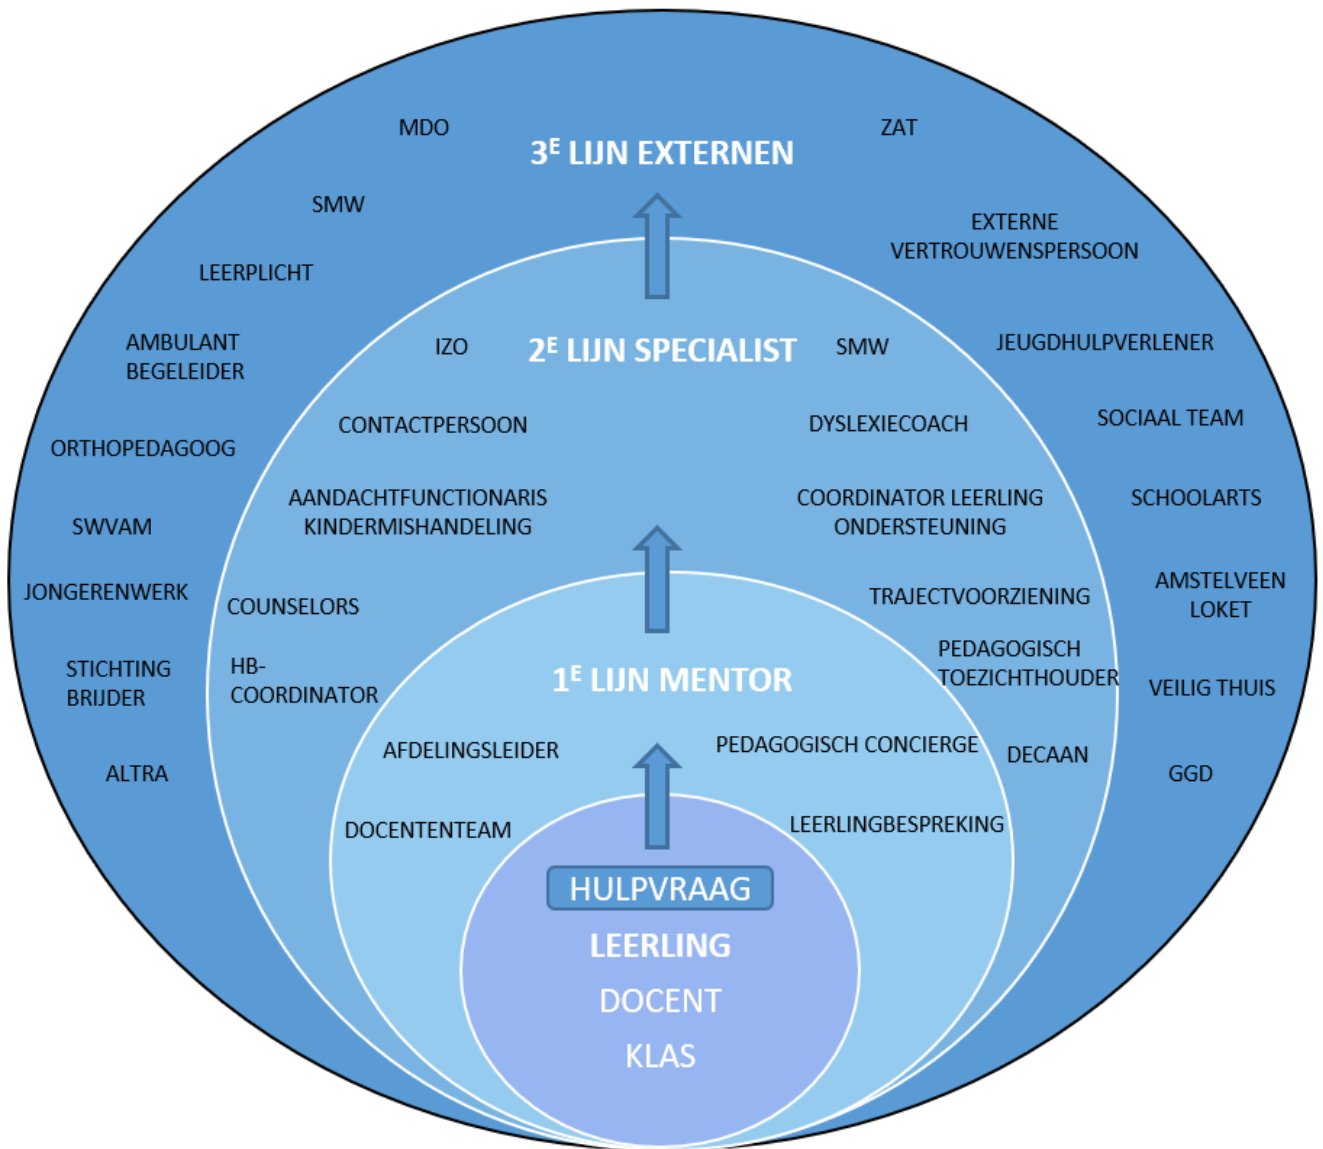 MDO
ZAT
3E LIJN EXTERNEN
SMW
EXTERNE
VERTROUWENSPERSOON
LEERPLICHT
AMBULANT
BEGELEIDER
IZO
2E LIJN SPECIALIST
SMW
JEUGDHULPVERLENER
CONTACTPERSOON
DYSLEXIECOACH
SOCIAAL TEAM
ORTHOPEDAGOOG
AANDACHTFUNCTIONARIS
KINDERMISHANDELING
COORDINATOR LEERLING
ONDERSTEUNING
SCHOOLARTS
SWVAM
JONGERENWERK
COUNSELORS
TRAJECTVOORZIENING
AMSTELVEEN
LOKET
STICHTING
BRIJDER
HB-
COORDINATOR
1E LIJN MENTOR
PEDAGOGISCH
TOEZICHTHOUDER
VEILIG THUIS
AFDELINGSLEIDER
PEDAGOGISCH CONCIERGE
DECAAN
ALTRA
GGD
DOCENTENTEAM
LEERLINGBESPREKING
HULPVRAAG
LEERLING
DOCENT
KLAS